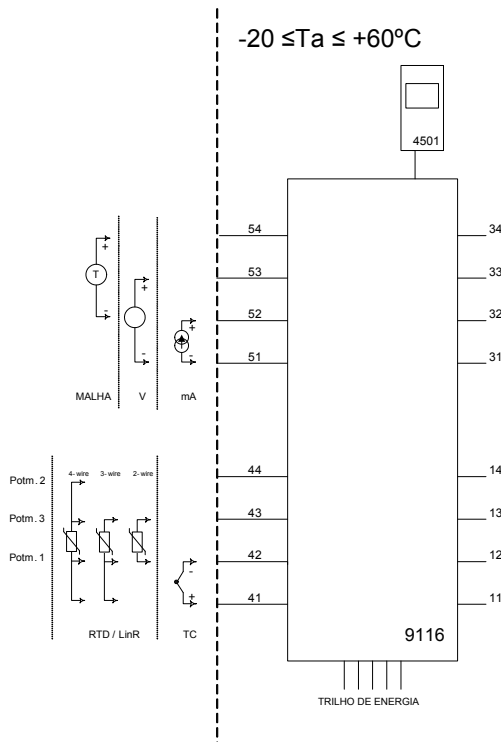 -20 ≤Ta ≤ +60ºC
4501
54 34
+
T
53 33
+
-
52 32
+
51 31
-
-
MALHA V mA
44 14
4-wire 3-wire 2-wire
Potm. 2
43 13
Potm. 3
42 12
Potm. 1
-
+
41 11
9116
RTD / LinR TC
TRILHO DE ENERGIA